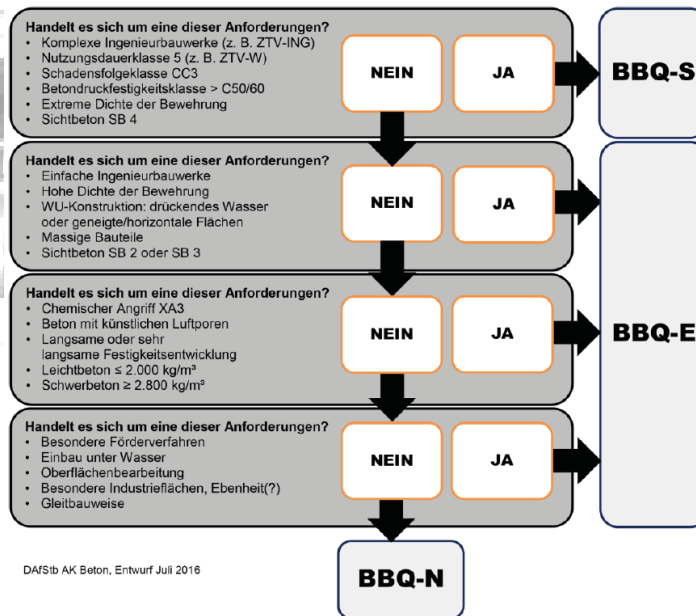 Handelt es sich um eine dieser Anforderungen?
• Komplexe Ingenieurbauwerke (z. B. ZTV-ING)
• Nutzungsdauerklasse 5 (z. B. ZTV-W)
• Schadensfolgeklasse CC3
• Betondruckfestigkeitsklasse > C50/60
• Extreme Dichte der Bewehrung
• Sichtbeton SB 4
NEIN
JA
BBQ-S
Handelt es sich um eine dieser Anforderungen?
• Einfache Ingenieurbauwerke
• Hohe Dichte der Bewehrung
• WU-Konstruktion: drückendes Wasser
oder geneigte/horizontale Flächen
• Massige Bauteile
• Sichtbeton SB 2 oder SB 3
NEIN
JA
Handelt es sich um eine dieser Anforderungen?
• Chemischer Angriff XA3
• Beton mit künstlichen Luftporen
• Langsame oder sehr
langsame Festigkeitsentwicklung
• Leichtbeton ≤ 2.000 kg/m³
• Schwerbeton ≥ 2.800 kg/m³
NEIN
JA
BBQ-E
Handelt es sich um eine dieser Anforderungen?
• Besondere Förderverfahren
• Einbau unter Wasser
• Oberflächenbearbeitung
• Besondere Industrieflächen, Ebenheit(?)
• Gleitbauweise
NEIN
JA
BBQ-N
DAfStb AK Beton, Entwurf Juli 2016